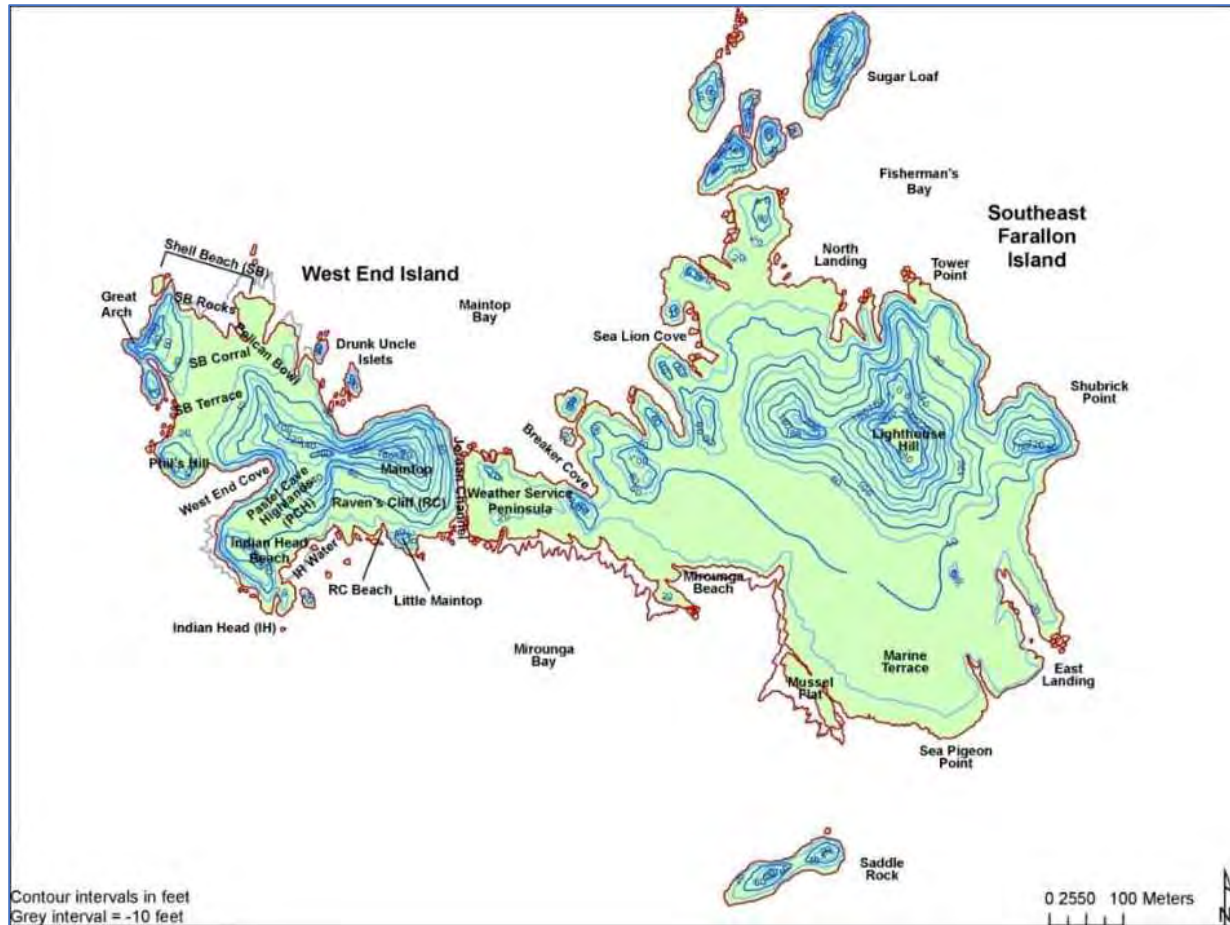 Sugar Loaf
Fisherman's
Bay
Southeast
Farallon
Island
North
Landing
Tower
Point
Shell Beach (SB)
West End Island
Great
Arch
SB Rocks
Maintop
Bay
Pelican Bowl
Drunk Uncle
Islets
Sea Lion Cove
SB Corral
SB Terrace
Shubrick
Point
Lighthouse
Hill
Breaker Cove
Phil's Hill
Maintop
Jordan Channel
West End Cove
Pastel Cave
Highlands
(PCH)
Raven's Cliff (RC)
Weather Service
Peninsula
Indian Head
Beach
IH Water
RC Beach
Little Maintop
Mirounga
Beach
Indian Head (IH)
Mirounga
Bay
Marine
Terrace
East
Landing
Mussel
Flat
Sea Pigeon
Point
Saddle
Rock
Contour intervals in feet
Grey interval = -10 feet
0 2550 100 Meters
N